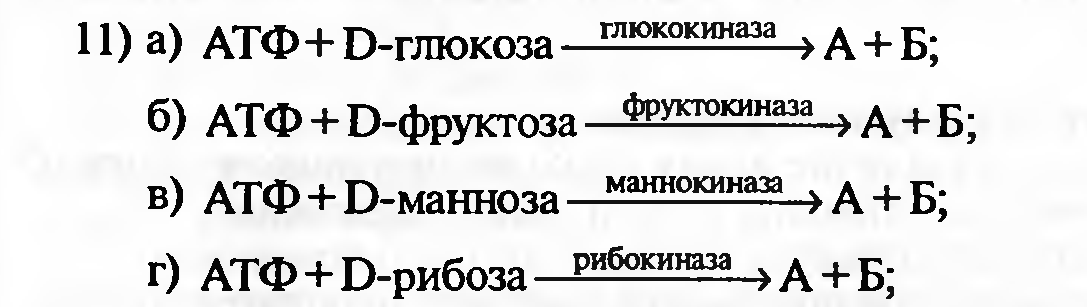 11) а) АТФ + D-глюкоза глюкокиназа → А + Б;
б) АТФ + D-фруктоза фруктокиназа → А + Б;
в) АТФ + D-манноза маннокиназа → А + Б;
г) АТФ + D-рибоза рибокиназа → А + Б;